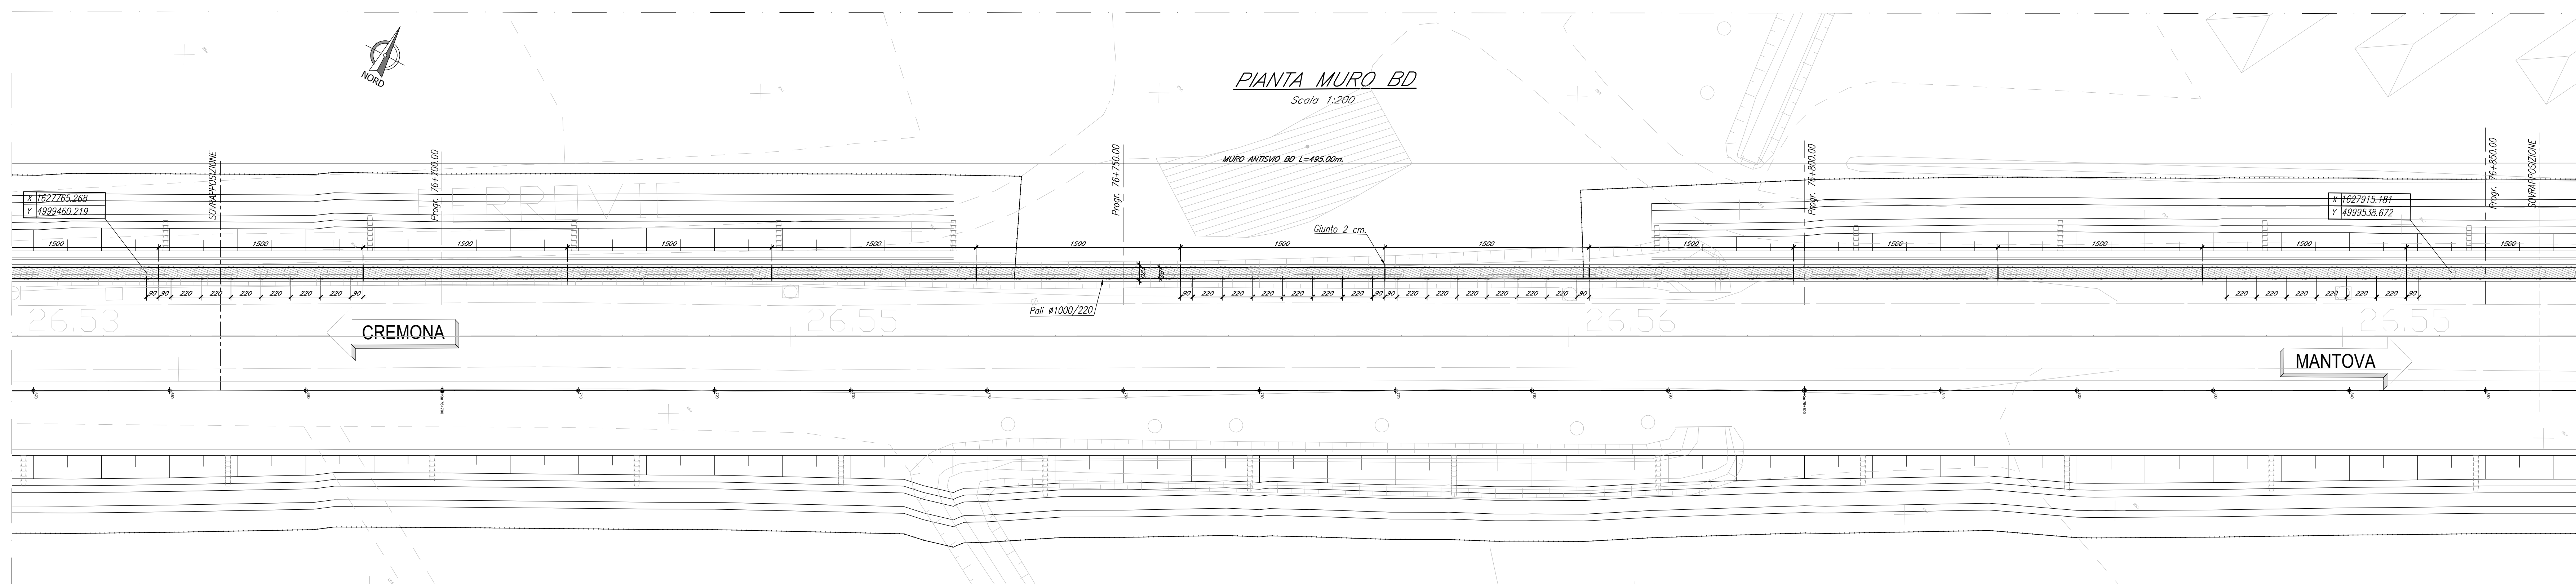 NORD
PIANTA MURO BD
Scala 1:200
MURO ANTISVIO BD L=495.00m.
X 1627765.268
Y 4999460.219
SOVRAPPOSIZIONE
Progr. 76+700.00
FERROVIE
Progr. 76+750.00
Progr. 76+800.00
X 1627915.181
Y 4999538.672
Progr. 76+850.00
SOVRAPPOSIZIONE
Giunto 2 cm.
1500 1500 1500 1500 1500 1500 1500 1500 1500 1500 1500 1500 1500
90 90 220 220 220 220 220 220 90
90 220 220 220 220 220 220 90 90 220 220 220 220 220 220 90
220 220 220 220 220 220 90
Pali ø1000/220
26.53
26.55
26.56
26.55
CREMONA
MANTOVA